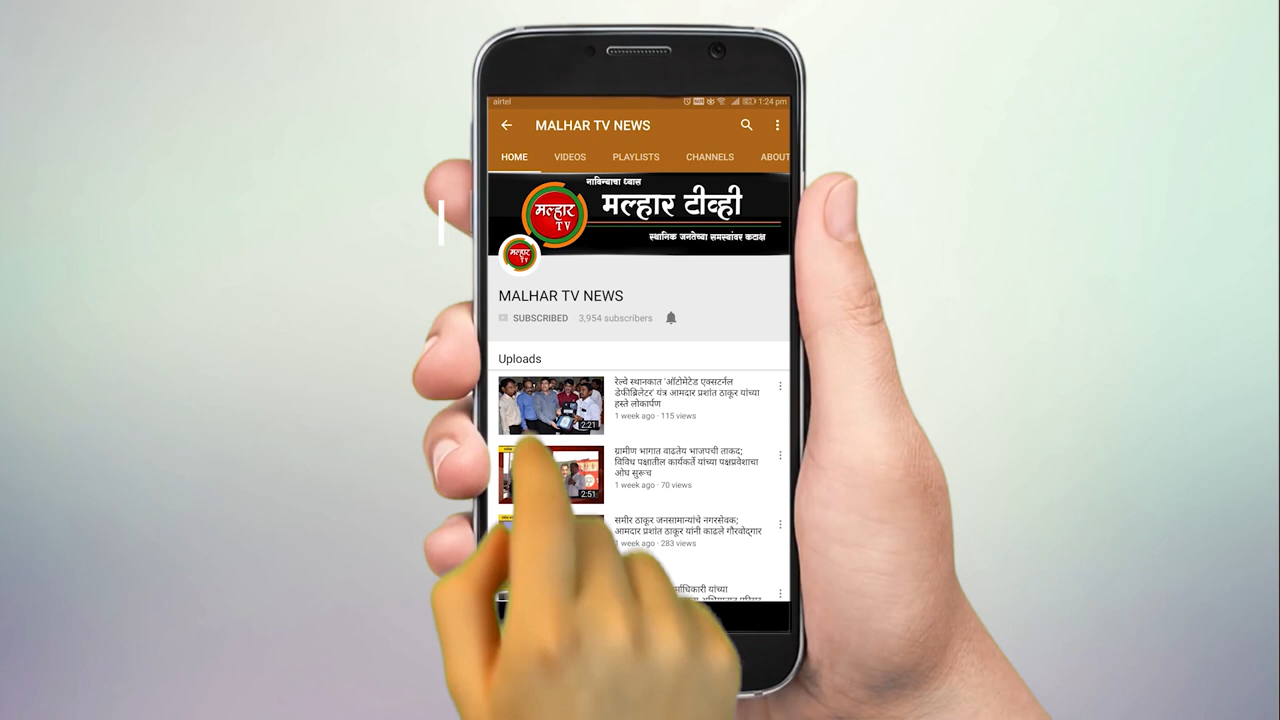 airtel 1:24 pm
MALHAR TV NEWS
HOME VIDEOS PLAYLISTS CHANNELS ABOUT
नाविन्याचा ध्यास
मल्हार टीव्ही
स्थानिक जनतेच्या समस्यांवर कटाक्ष
मल्हार
TV
मल्हार
TV
MALHAR TV NEWS
SUBSCRIBED 3,954 subscribers
Uploads
रेल्वे स्थानकात 'ऑटोमेटेड एक्सटर्नल
डेफीब्रिलेटर' यंत्र आमदार प्रशांत ठाकूर यांच्या
हस्ते लोकार्पण
1 week ago · 115 views
2:21
ग्रामीण भागात वाढतेय भाजपची ताकद;
विविध पक्षातील कार्यकर्ते यांच्या पक्षप्रवेशाचा
ओघ सुरूच
1 week ago · 70 views
2:51
समीर ठाकूर जनसामान्यांचे नगरसेवक;
आमदार प्रशांत ठाकूर यांनी काढले गौरवोद्गार
1 week ago · 283 views
यांच्या